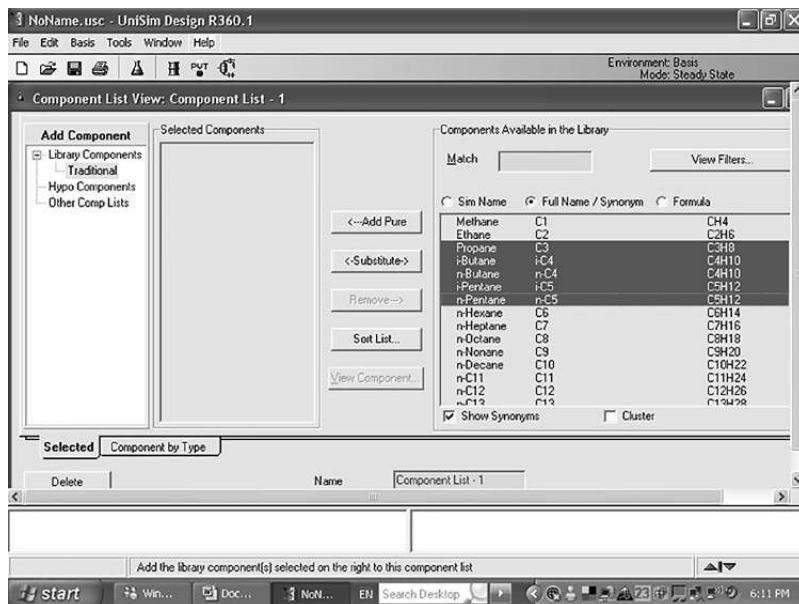 NoName.usc - UniSim Design R360.1
File Edit Basis Tools Window Help
PVT
Environment: Basis
Mode: Steady State
Component List View: Component List - 1
Add Component
Library Components
Traditional
Hypo Components
Other Comp Lists
Selected Components
<---Add Pure
<-Substitute->
Remove--->
Sort List...
View Component...
Components Available in the Library
Match
View Filters...
Sim Name Full Name / Synonym Formula
Methane C1 CH4
Ethane C2 C2H6
Propane C3 C3H8
i-Butane i-C4 C4H10
n-Butane n-C4 C4H10
i-Pentane i-C5 C5H12
n-Pentane n-C5 C5H12
n-Hexane C6 C6H14
n-Heptane C7 C7H16
n-Octane C8 C8H18
n-Nonane C9 C9H20
n-Decane C10 C10H22
n-C11 C11 C11H24
n-C12 C12 C12H26
n-C13 C13 C13H28
Show Synonyms Cluster
Selected Component by Type
Delete Name Component List - 1
Add the library component(s) selected on the right to this component list
start Win... Doc... NoN... EN Search Desktop 23 6:11 PM